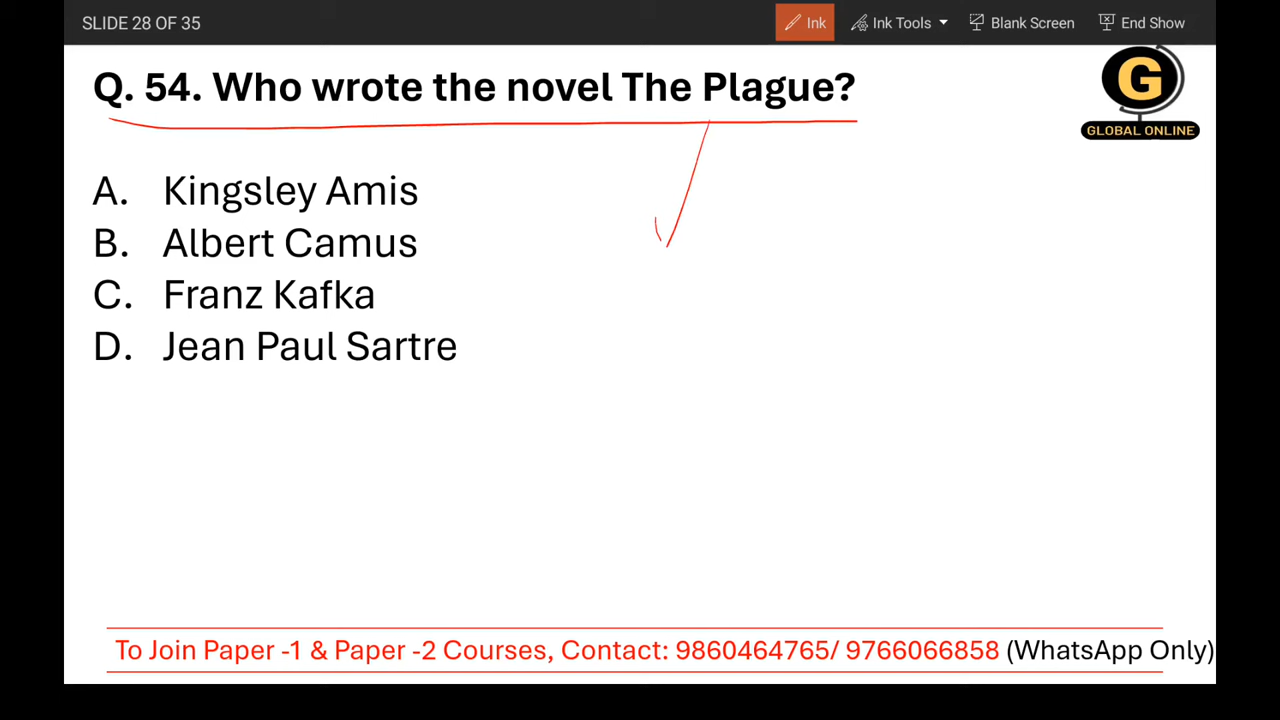 SLIDE 28 OF 35 Ink Ink Tools Blank Screen End Show
Q. 54. Who wrote the novel The Plague?
G
GLOBAL ONLINE
A. Kingsley Amis
B. Albert Camus
C. Franz Kafka
D. Jean Paul Sartre
To Join Paper -1 & Paper -2 Courses, Contact: 9860464765/ 9766066858 (WhatsApp Only)